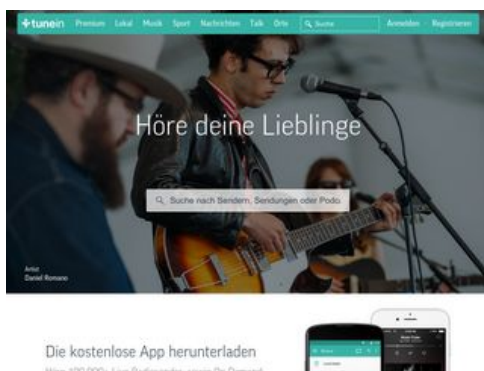 tunein Premium Lokal Musik Sport Nachrichten Talk Orte Suche Anmelden Registrieren
Höre deine Lieblinge
Suche nach Sendern, Sendungen oder Podc
Artist
Daniel Romano
Die kostenlose App herunterladen